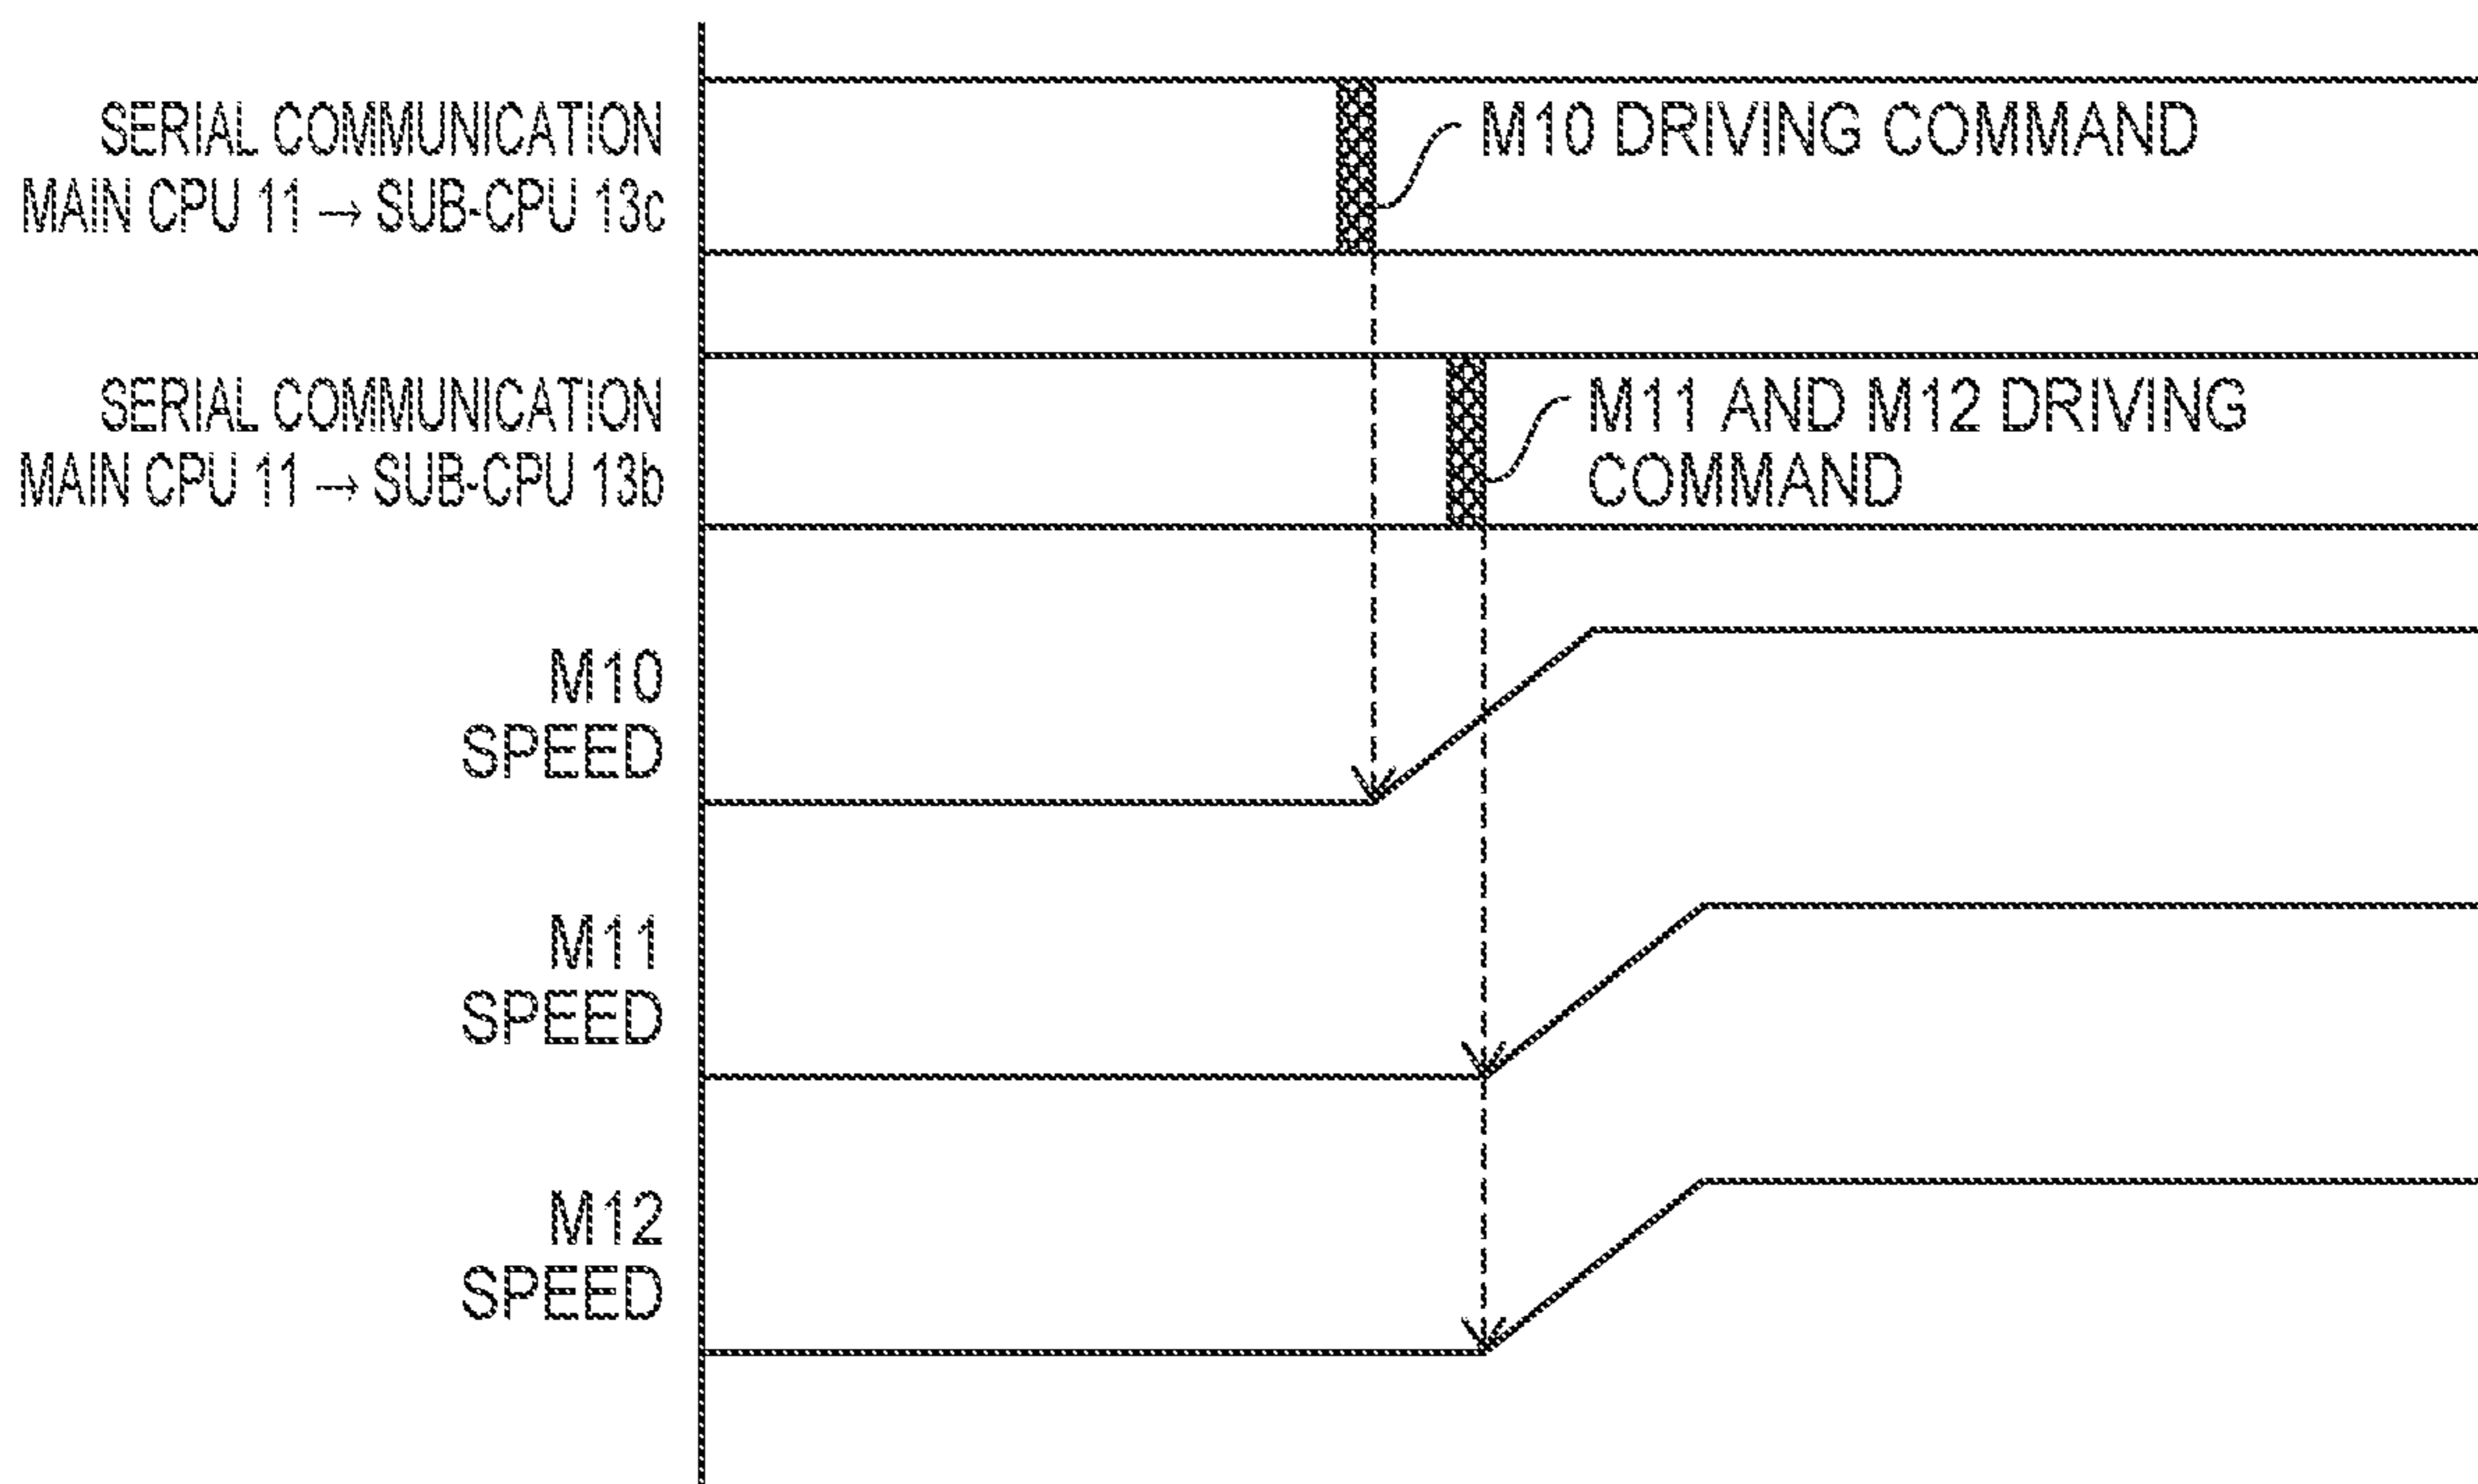 SERIAL COMMUNICATION
MAIN CPU 11 → SUB-CPU 13c
M10 DRIVING COMMAND
SERIAL COMMUNICATION
MAIN CPU 11 → SUB-CPU 13b
M11 AND M12 DRIVING
COMMAND
M10
SPEED
M11
SPEED
M12
SPEED